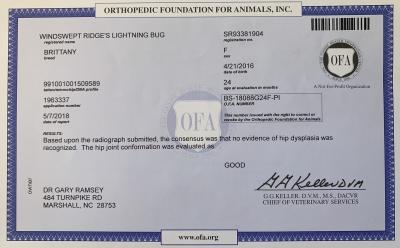 ORTHOPEDIC FOUNDATION FOR ANIMALS, INC.
WINDSWEPT RIDGE'S LIGHTNING BUG
registered name
SR93381904
registration no.
BRITTANY
breed
F
sex
4/21/2016
date of birth
OFA
A Not-For-Profit Organization
991001001509589
tattoo/microchip/DNA profile
24
age at evaluation in months
1963337
application number
BS-18088G24F-PI
O.F.A. NUMBER
5/7/2018
date of report
This number issued with the right to correct or
revoke by the Orthopedic Foundation for Animals.
OFA
RESULTS:
Based upon the radiograph submitted, the consensus was that no evidence of hip dysplasia was
recognized. The hip joint conformation was evaluated as:
GOOD
DR GARY RAMSEY
484 TURNPIKE RD
MARSHALL, NC 28753
G.G. KELLER, D.V.M., M.S., DACVR
CHIEF OF VETERINARY SERVICES
www.ofa.org